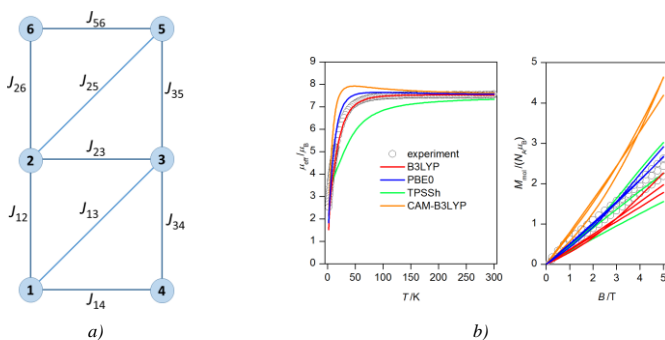 6
J56
5
J26
J25
J35
2
J23
3
J12
J13
J34
1
J14
4
a)
μeff/μB
9
8
7
6
5
4
3
2
1
0
experiment
B3LYP
PBE0
TPSSh
CAM-B3LYP
0 50 100 150 200 250 300
T/K
Mmol/(NAμB)
5
4
3
2
1
0
0 1 2 3 4 5
B/T
b)